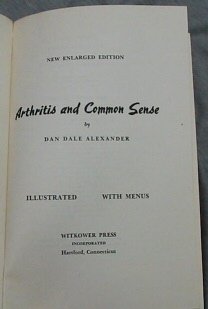 NEW ENLARGED EDITION
Arthritis and Common Sense
by
DAN DALE ALEXANDER
ILLUSTRATED WITH MENUS
WITKOWER PRESS
INCORPORATED
Hartford, Connecticut